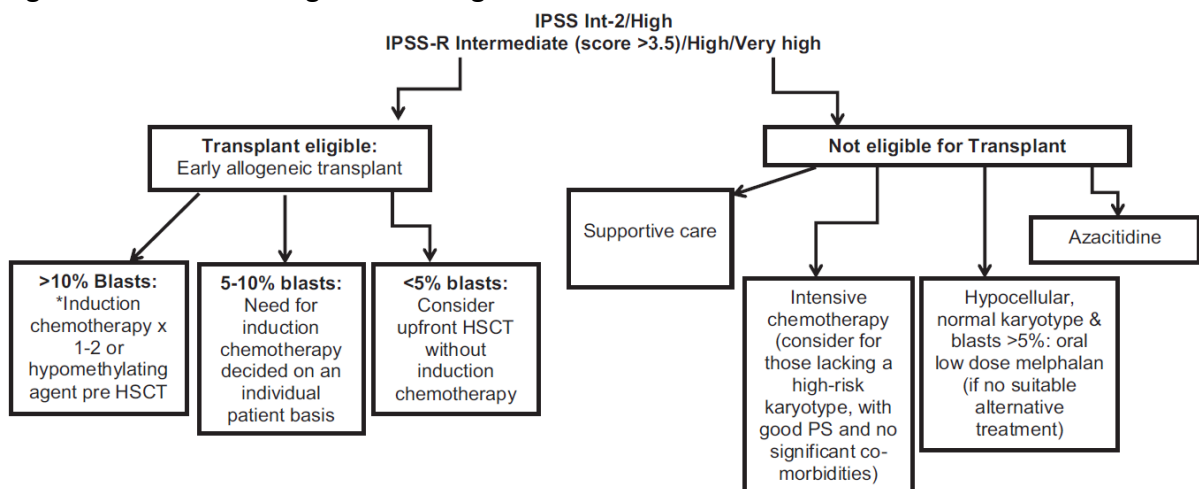 IPSS Int-2/High
IPSS-R Intermediate (score >3.5)/High/Very high
Transplant eligible:
Early allogeneic transplant
Not eligible for Transplant
>10% Blasts:
*Induction
chemotherapy x
1-2 or
hypomethylating
agent pre HSCT
5-10% blasts:
Need for
induction
chemotherapy
decided on an
individual
patient basis
<5% blasts:
Consider
upfront HSCT
without
induction
chemotherapy
Supportive care
Intensive
chemotherapy
(consider for
those lacking a
high-risk
karyotype, with
good PS and no
significant co-
morbidities)
Hypocellular,
normal karyotype &
blasts >5%: oral
low dose melphalan
(if no suitable
alternative
treatment)
Azacitidine